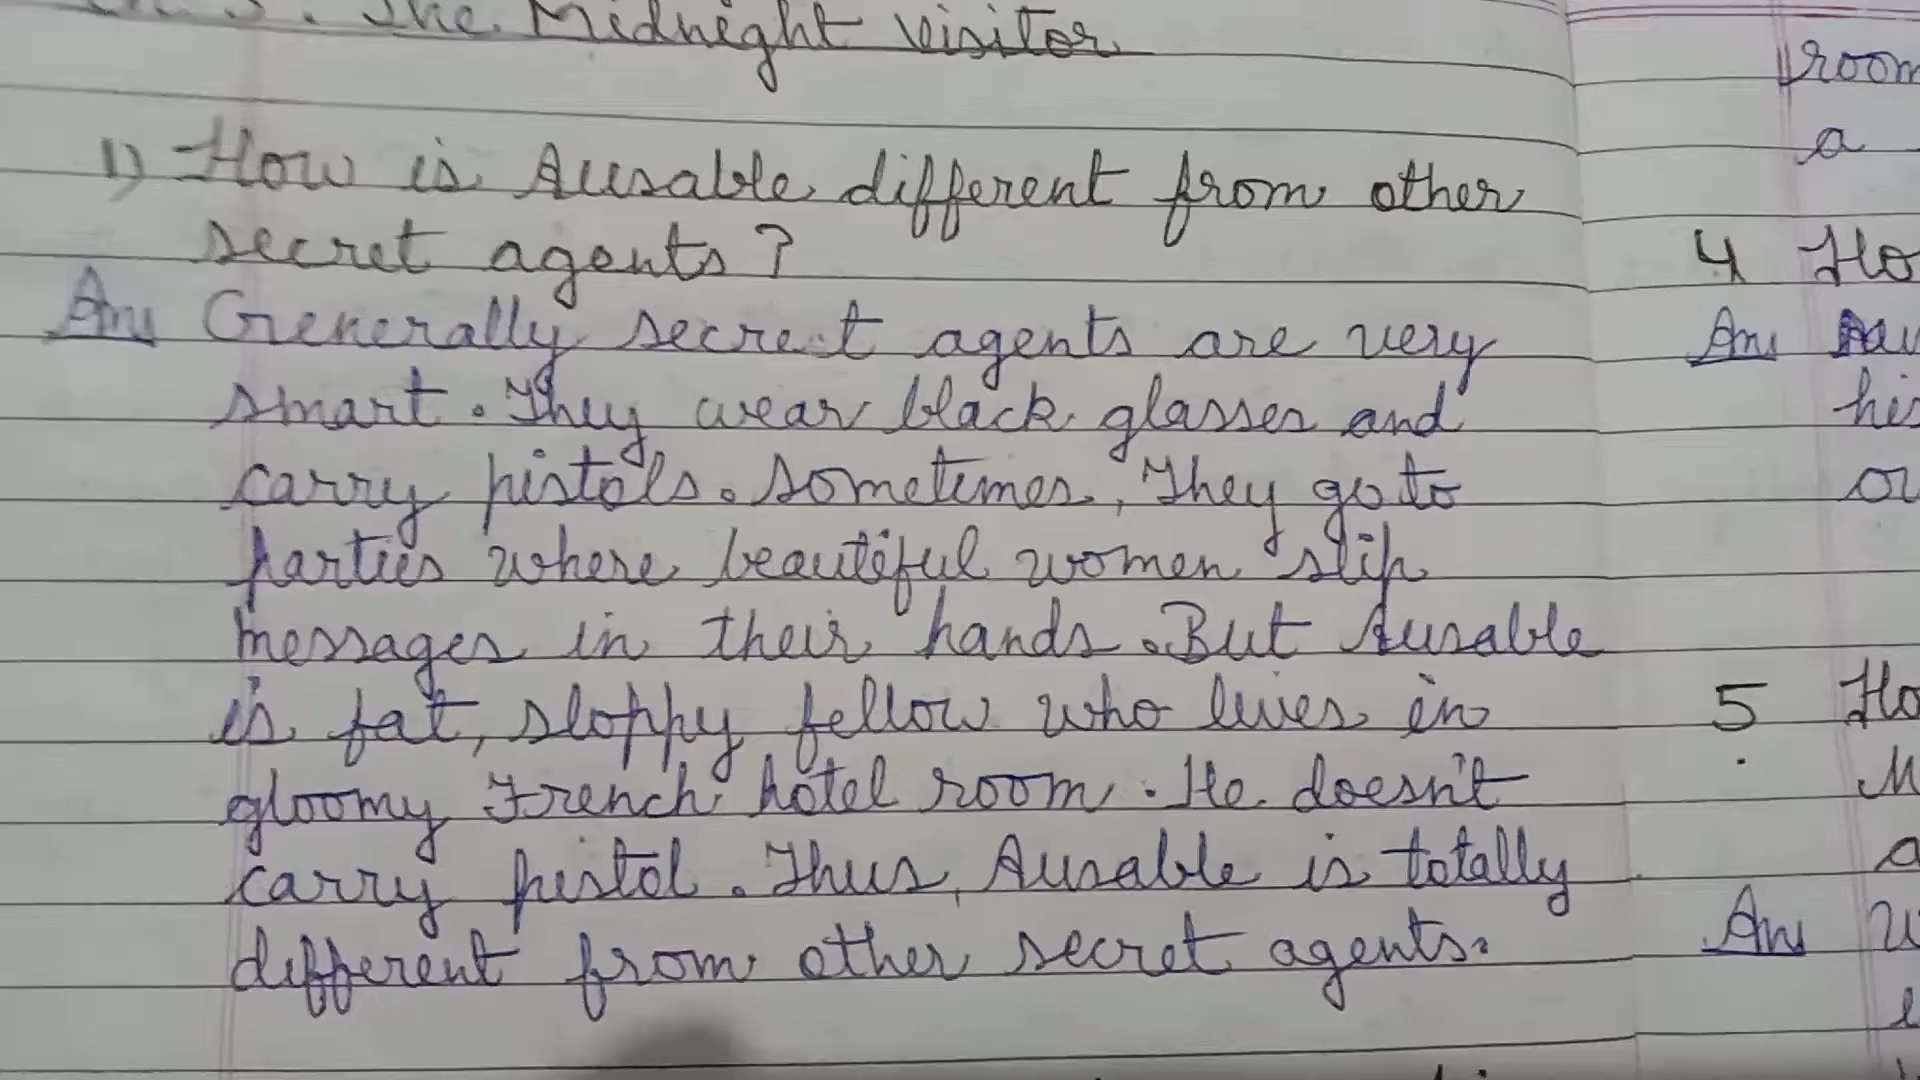 The Midnight Visitor
1) How is Ausable different from other
secret agents?
Ans Generally secret agents are very
smart. They wear black glasses and
carry pistols. Sometimes, They go to
parties where beautiful women slip
messages in their hands. But Ausable
is fat, sloppy fellow who lives in
gloomy French hotel room. He doesn't
carry pistol. Thus, Ausable is totally
different from other secret agents.
room
a
4 Ho
Ans
his
or
5 Ho
M
a
Ans w